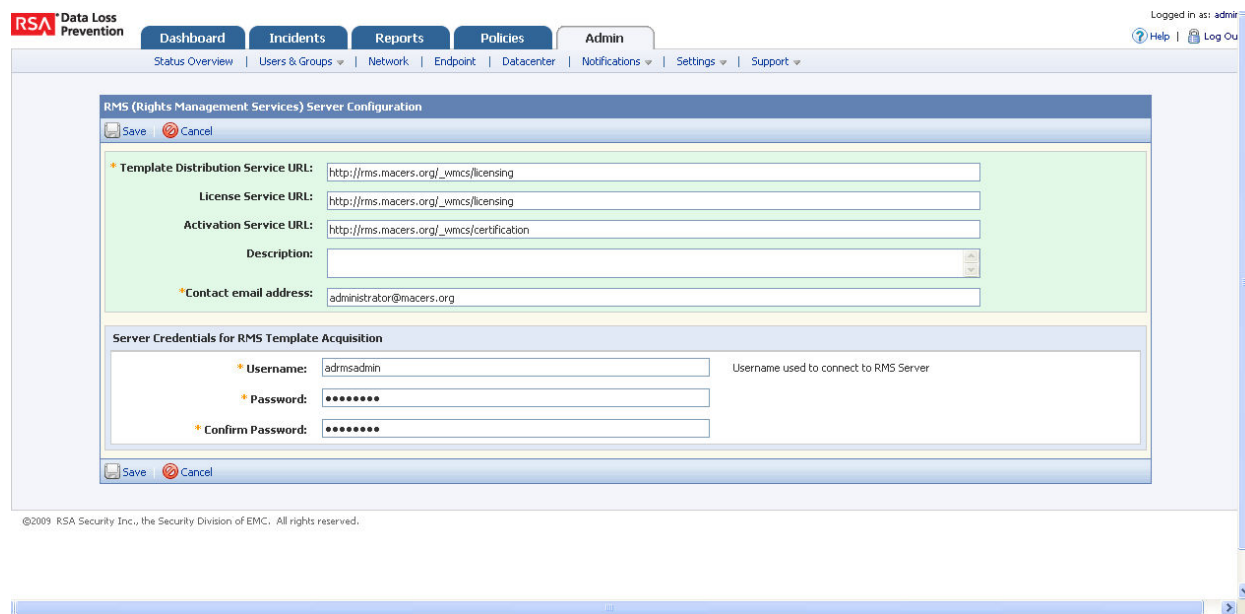 RSA Data Loss Prevention
Logged in as: admin
Dashboard Incidents Reports Policies Admin
Help | Log Ou
Status Overview | Users & Groups | Network | Endpoint | Datacenter | Notifications | Settings | Support
RMS (Rights Management Services) Server Configuration
Save Cancel
* Template Distribution Service URL: http://rms.macers.org/_wmcs/licensing
License Service URL: http://rms.macers.org/_wmcs/licensing
Activation Service URL: http://rms.macers.org/_wmcs/certification
Description:
*Contact email address: administrator@macers.org
Server Credentials for RMS Template Acquisition
* Username: adrmsadmin Username used to connect to RMS Server
* Password: ●●●●●●●●
* Confirm Password: ●●●●●●●●
Save Cancel
©2009 RSA Security Inc., the Security Division of EMC. All rights reserved.